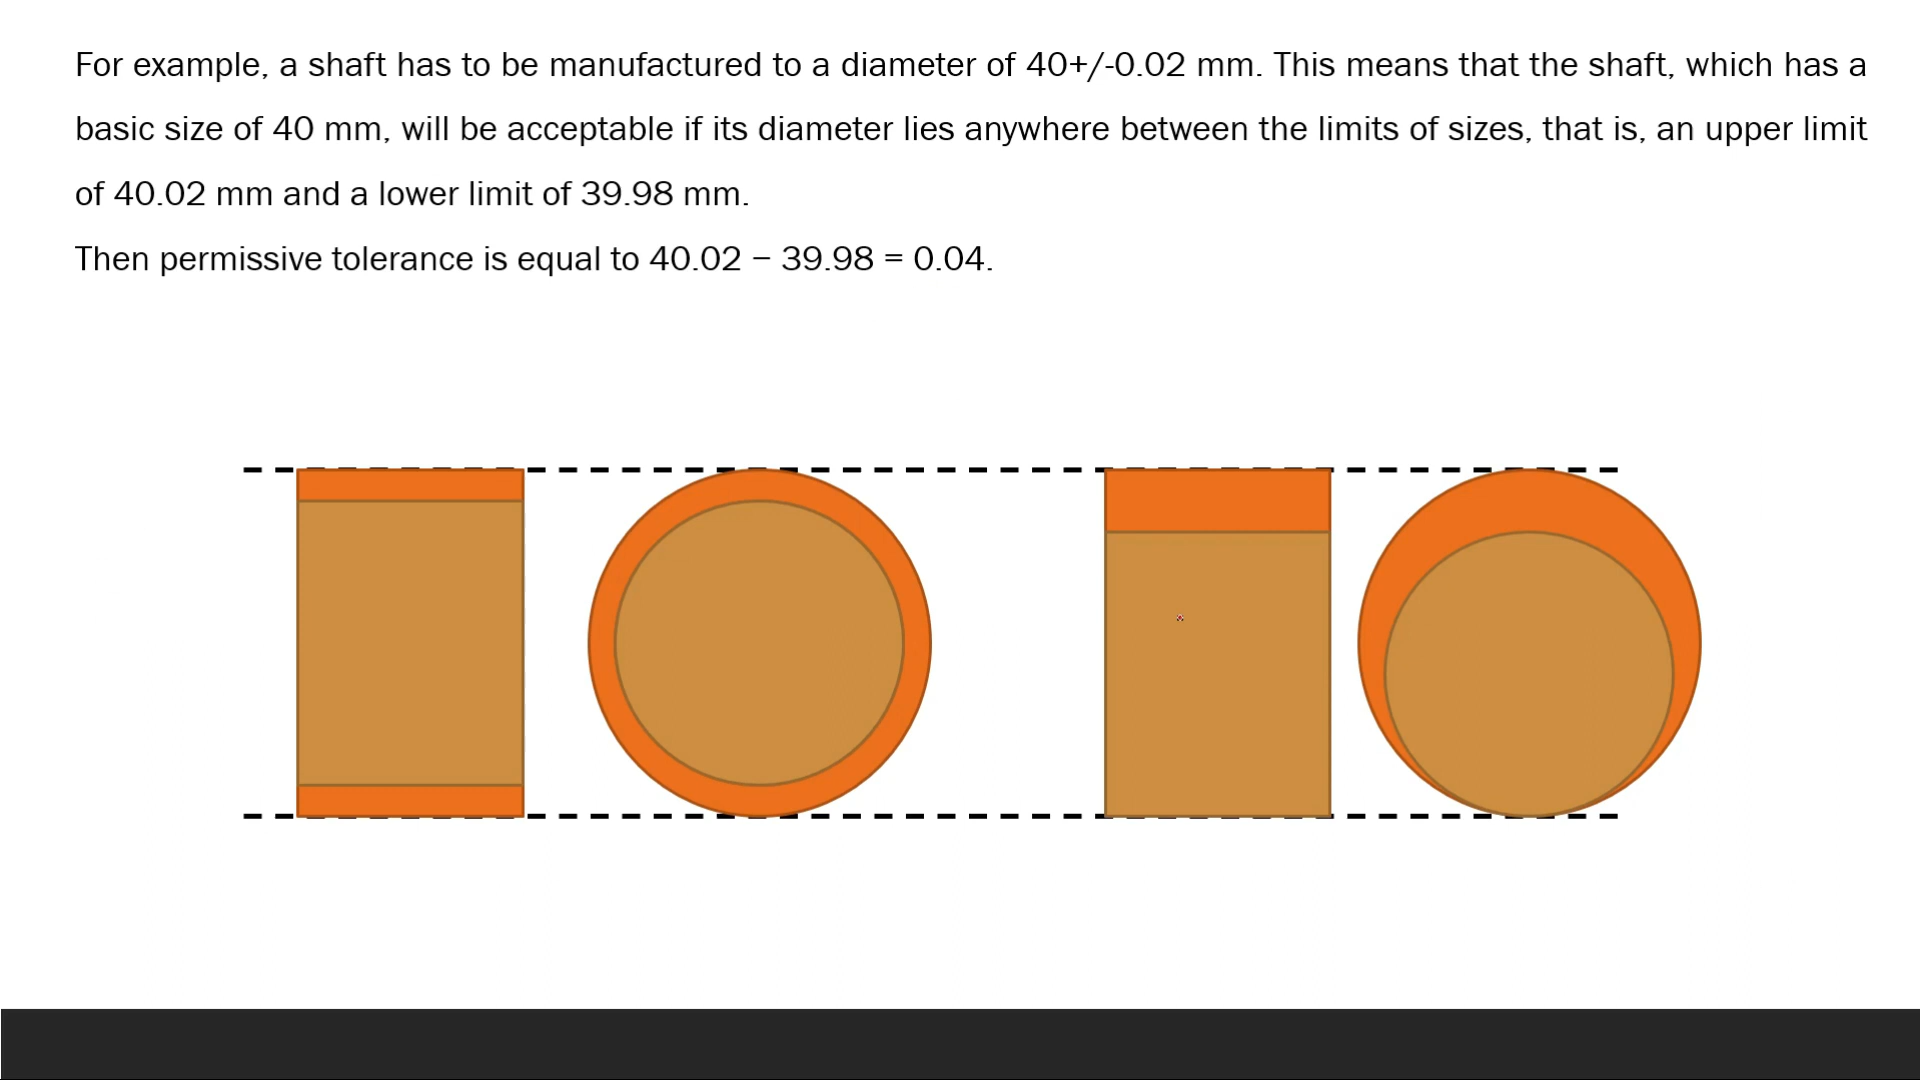 For example, a shaft has to be manufactured to a diameter of 40+/-0.02 mm. This means that the shaft, which has a
basic size of 40 mm, will be acceptable if its diameter lies anywhere between the limits of sizes, that is, an upper limit
of 40.02 mm and a lower limit of 39.98 mm.
Then permissive tolerance is equal to 40.02 − 39.98 = 0.04.